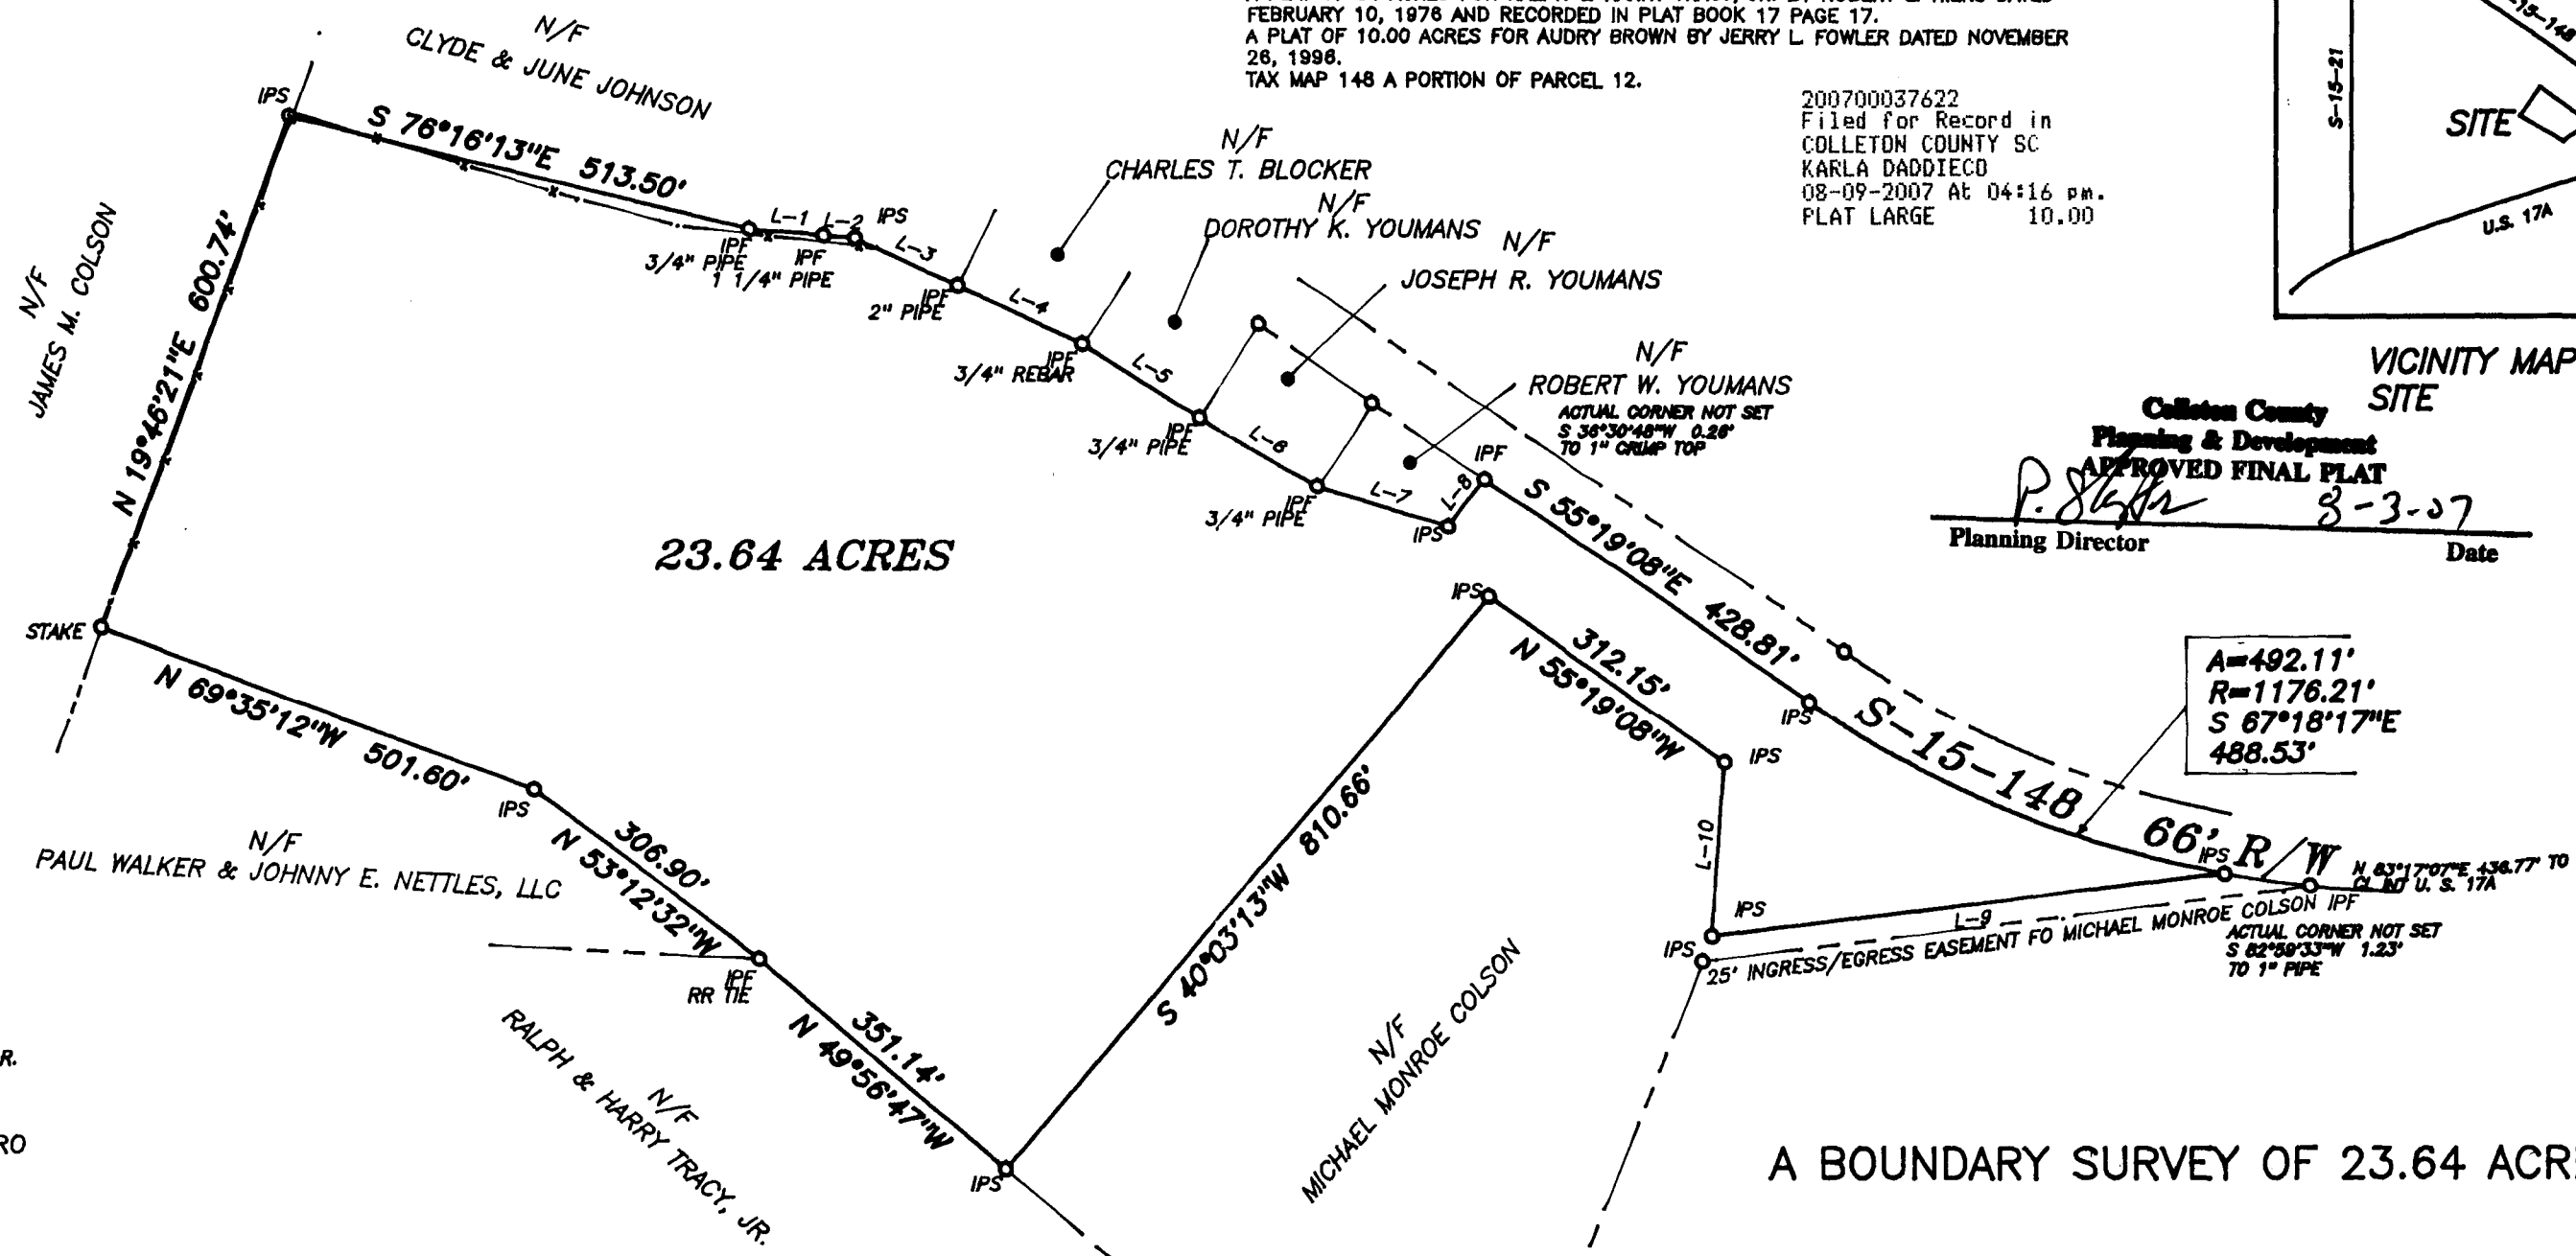 FEBRUARY 10, 1976 AND RECORDED IN PLAT BOOK 17 PAGE 17.
A PLAT OF 10.00 ACRES FOR AUDRY BROWN BY JERRY L. FOWLER DATED NOVEMBER
26, 1996.
TAX MAP 148 A PORTION OF PARCEL 12.
200700037622
Filed for Record in
COLLETON COUNTY SC
KARLA DADDIECO
08-09-2007 At 04:16 pm.
PLAT LARGE 10.00
S-15-21
S-15-148
SITE
U.S. 17A
VICINITY MAP
SITE
Colleton County
Planning & Development
APPROVED FINAL PLAT
8-3-07
Planning Director
Date
N/F
CLYDE & JUNE JOHNSON
IPS
S 76°16'13"E 513.50'
N/F
JAMES M. COLSON
N 19°46'21"E 600.74'
L-1
L-2
IPS
IPF
3/4" PIPE
IPF
1 1/4" PIPE
L-3
IPF
2" PIPE
L-4
N/F
CHARLES T. BLOCKER
IPF
3/4" REBAR
L-5
N/F
DOROTHY K. YOUMANS
IPF
3/4" PIPE
L-6
N/F
JOSEPH R. YOUMANS
IPF
3/4" PIPE
L-7
L-8
IPS
IPF
N/F
ROBERT W. YOUMANS
ACTUAL CORNER NOT SET
S 36°30'48"W 0.26'
TO 1" CRIMP TOP
23.64 ACRES
S 55°19'08"E 428.81'
IPS
S-15-148
66' R/W
A=492.11'
R=1176.21'
S 67°18'17"E
488.53'
IPS
N 83°17'07"E 436.77' TO
CL INT U. S. 17A
IPS
312.15'
N 55°19'08"W
IPS
L-10
IPS
L-9
IPS
25' INGRESS/EGRESS EASEMENT FO MICHAEL MONROE COLSON
IPF
ACTUAL CORNER NOT SET
S 82°59'33"W 1.23'
TO 1" PIPE
STAKE
N 69°35'12"W 501.60'
IPS
N/F
PAUL WALKER & JOHNNY E. NETTLES, LLC
306.90'
N 53°12'32"W
IPF
RR TIE
351.14'
N 49°56'47"W
IPS
N/F
RALPH & HARRY TRACY, JR.
S 40°03'13"W 810.66'
N/F
MICHAEL MONROE COLSON
R.
RO
A BOUNDARY SURVEY OF 23.64 ACR